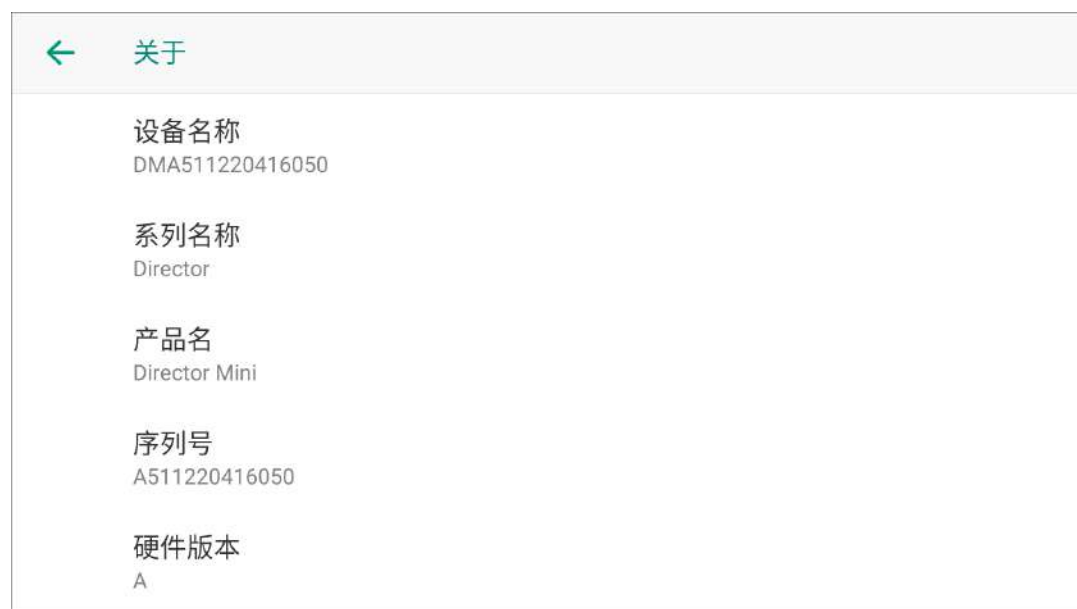 关于
设备名称
DMA511220416050
系列名称
Director
产品名
Director Mini
序列号
A511220416050
硬件版本
A